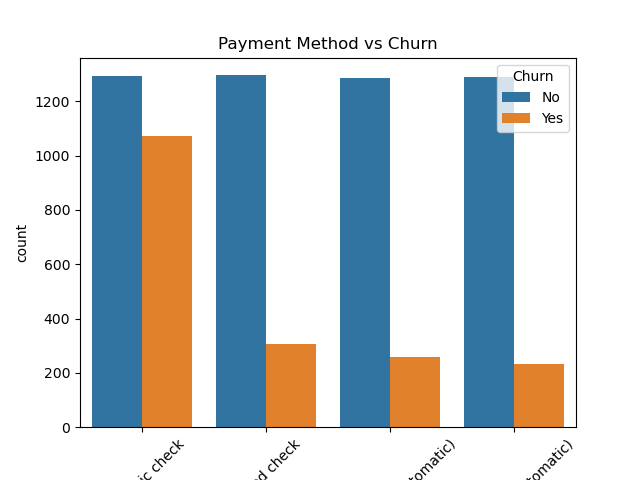 Payment Method vs Churn
Churn
No
Yes
1200
1000
800
600
400
200
0
count
ic check
d check
tomatic)
tomatic)